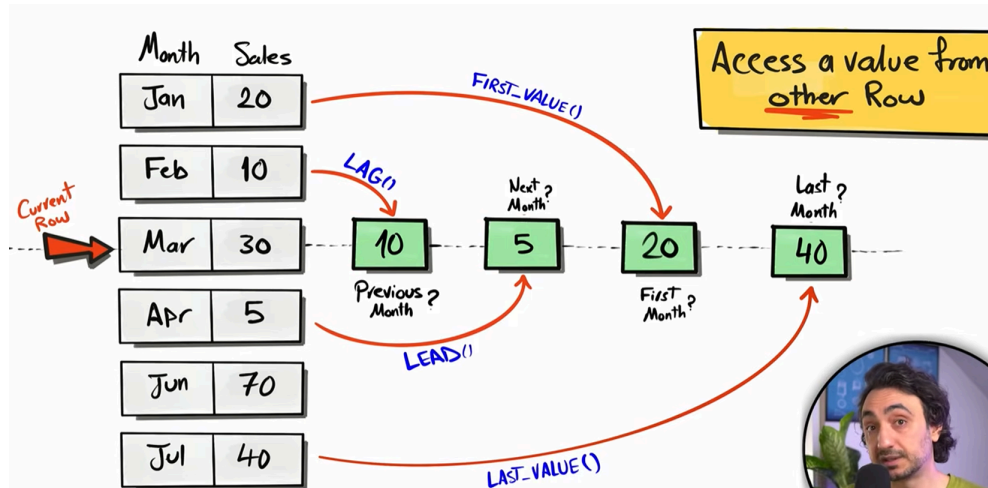 Month Sales
Jan 20
Feb 10
Mar 30
Apr 5
Jun 70
Jul 40
Current
Row
FIRST_VALUE()
LAG()
LEAD()
LAST_VALUE()
10
Previous
Month?
Next
Month?
5
20
First
Month?
Last
Month?
40
Access a value from
other Row